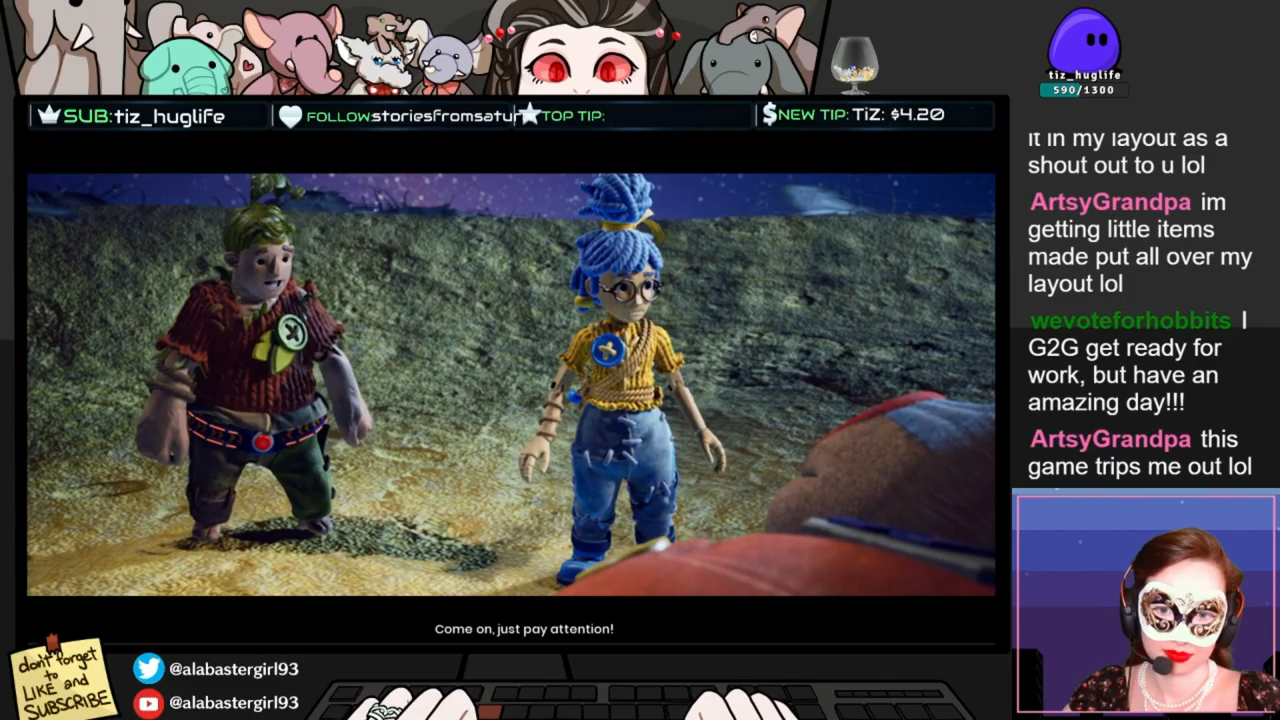 tiz_huglife
590/1300
SUB:tiz_huglife
FOLLOW:storiesfromsatur
TOP TIP:
$NEW TIP: TiZ: $4.20
it in my layout as a
shout out to u lol
ArtsyGrandpa im
getting little items
made put all over my
layout lol
wevoteforhobbits I
G2G get ready for
work, but have an
amazing day!!!
ArtsyGrandpa this
game trips me out lol
Come on, just pay attention!
don't forget
to
LIKE and
SUBSCRIBE
@alabastergirl93
@alabastergirl93